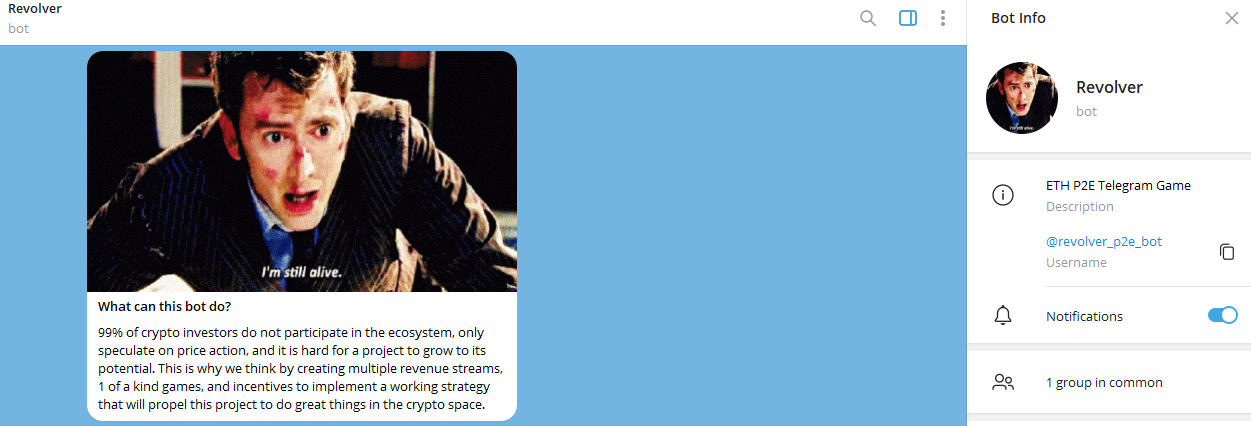 Revolver
bot
Bot Info
I'm still alive.
What can this bot do?
99% of crypto investors do not participate in the ecosystem, only
speculate on price action, and it is hard for a project to grow to its
potential. This is why we think by creating multiple revenue streams,
1 of a kind games, and incentives to implement a working strategy
that will propel this project to do great things in the crypto space.
I'm still alive.
Revolver
bot
ETH P2E Telegram Game
Description
@revolver_p2e_bot
Username
Notifications
1 group in common